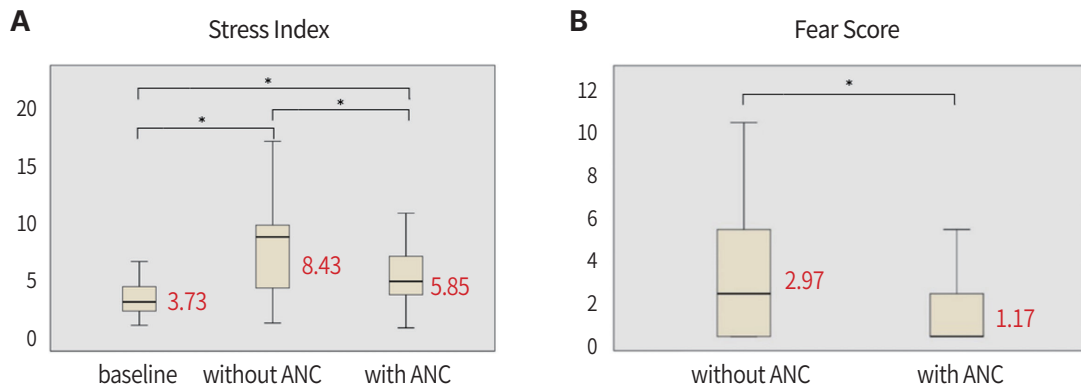 A
Stress Index
20
15
10
5
0
*
*
*
3.73
8.43
5.85
baseline
without ANC
with ANC
B
Fear Score
12
10
8
6
4
2
0
*
2.97
1.17
without ANC
with ANC